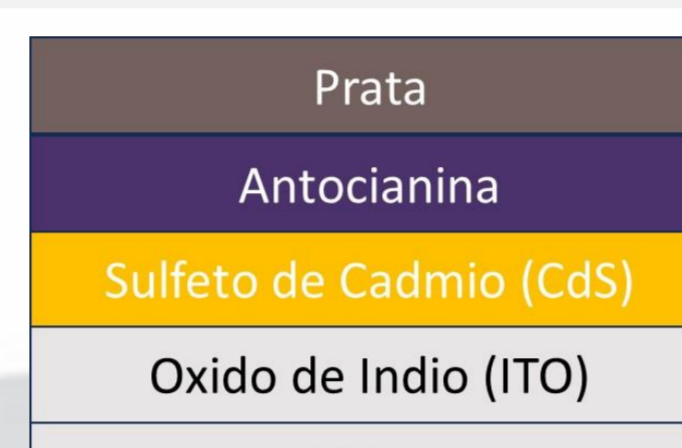 Prata
Antocianina
Sulfeto de Cadmio (CdS)
Oxido de Indio (ITO)